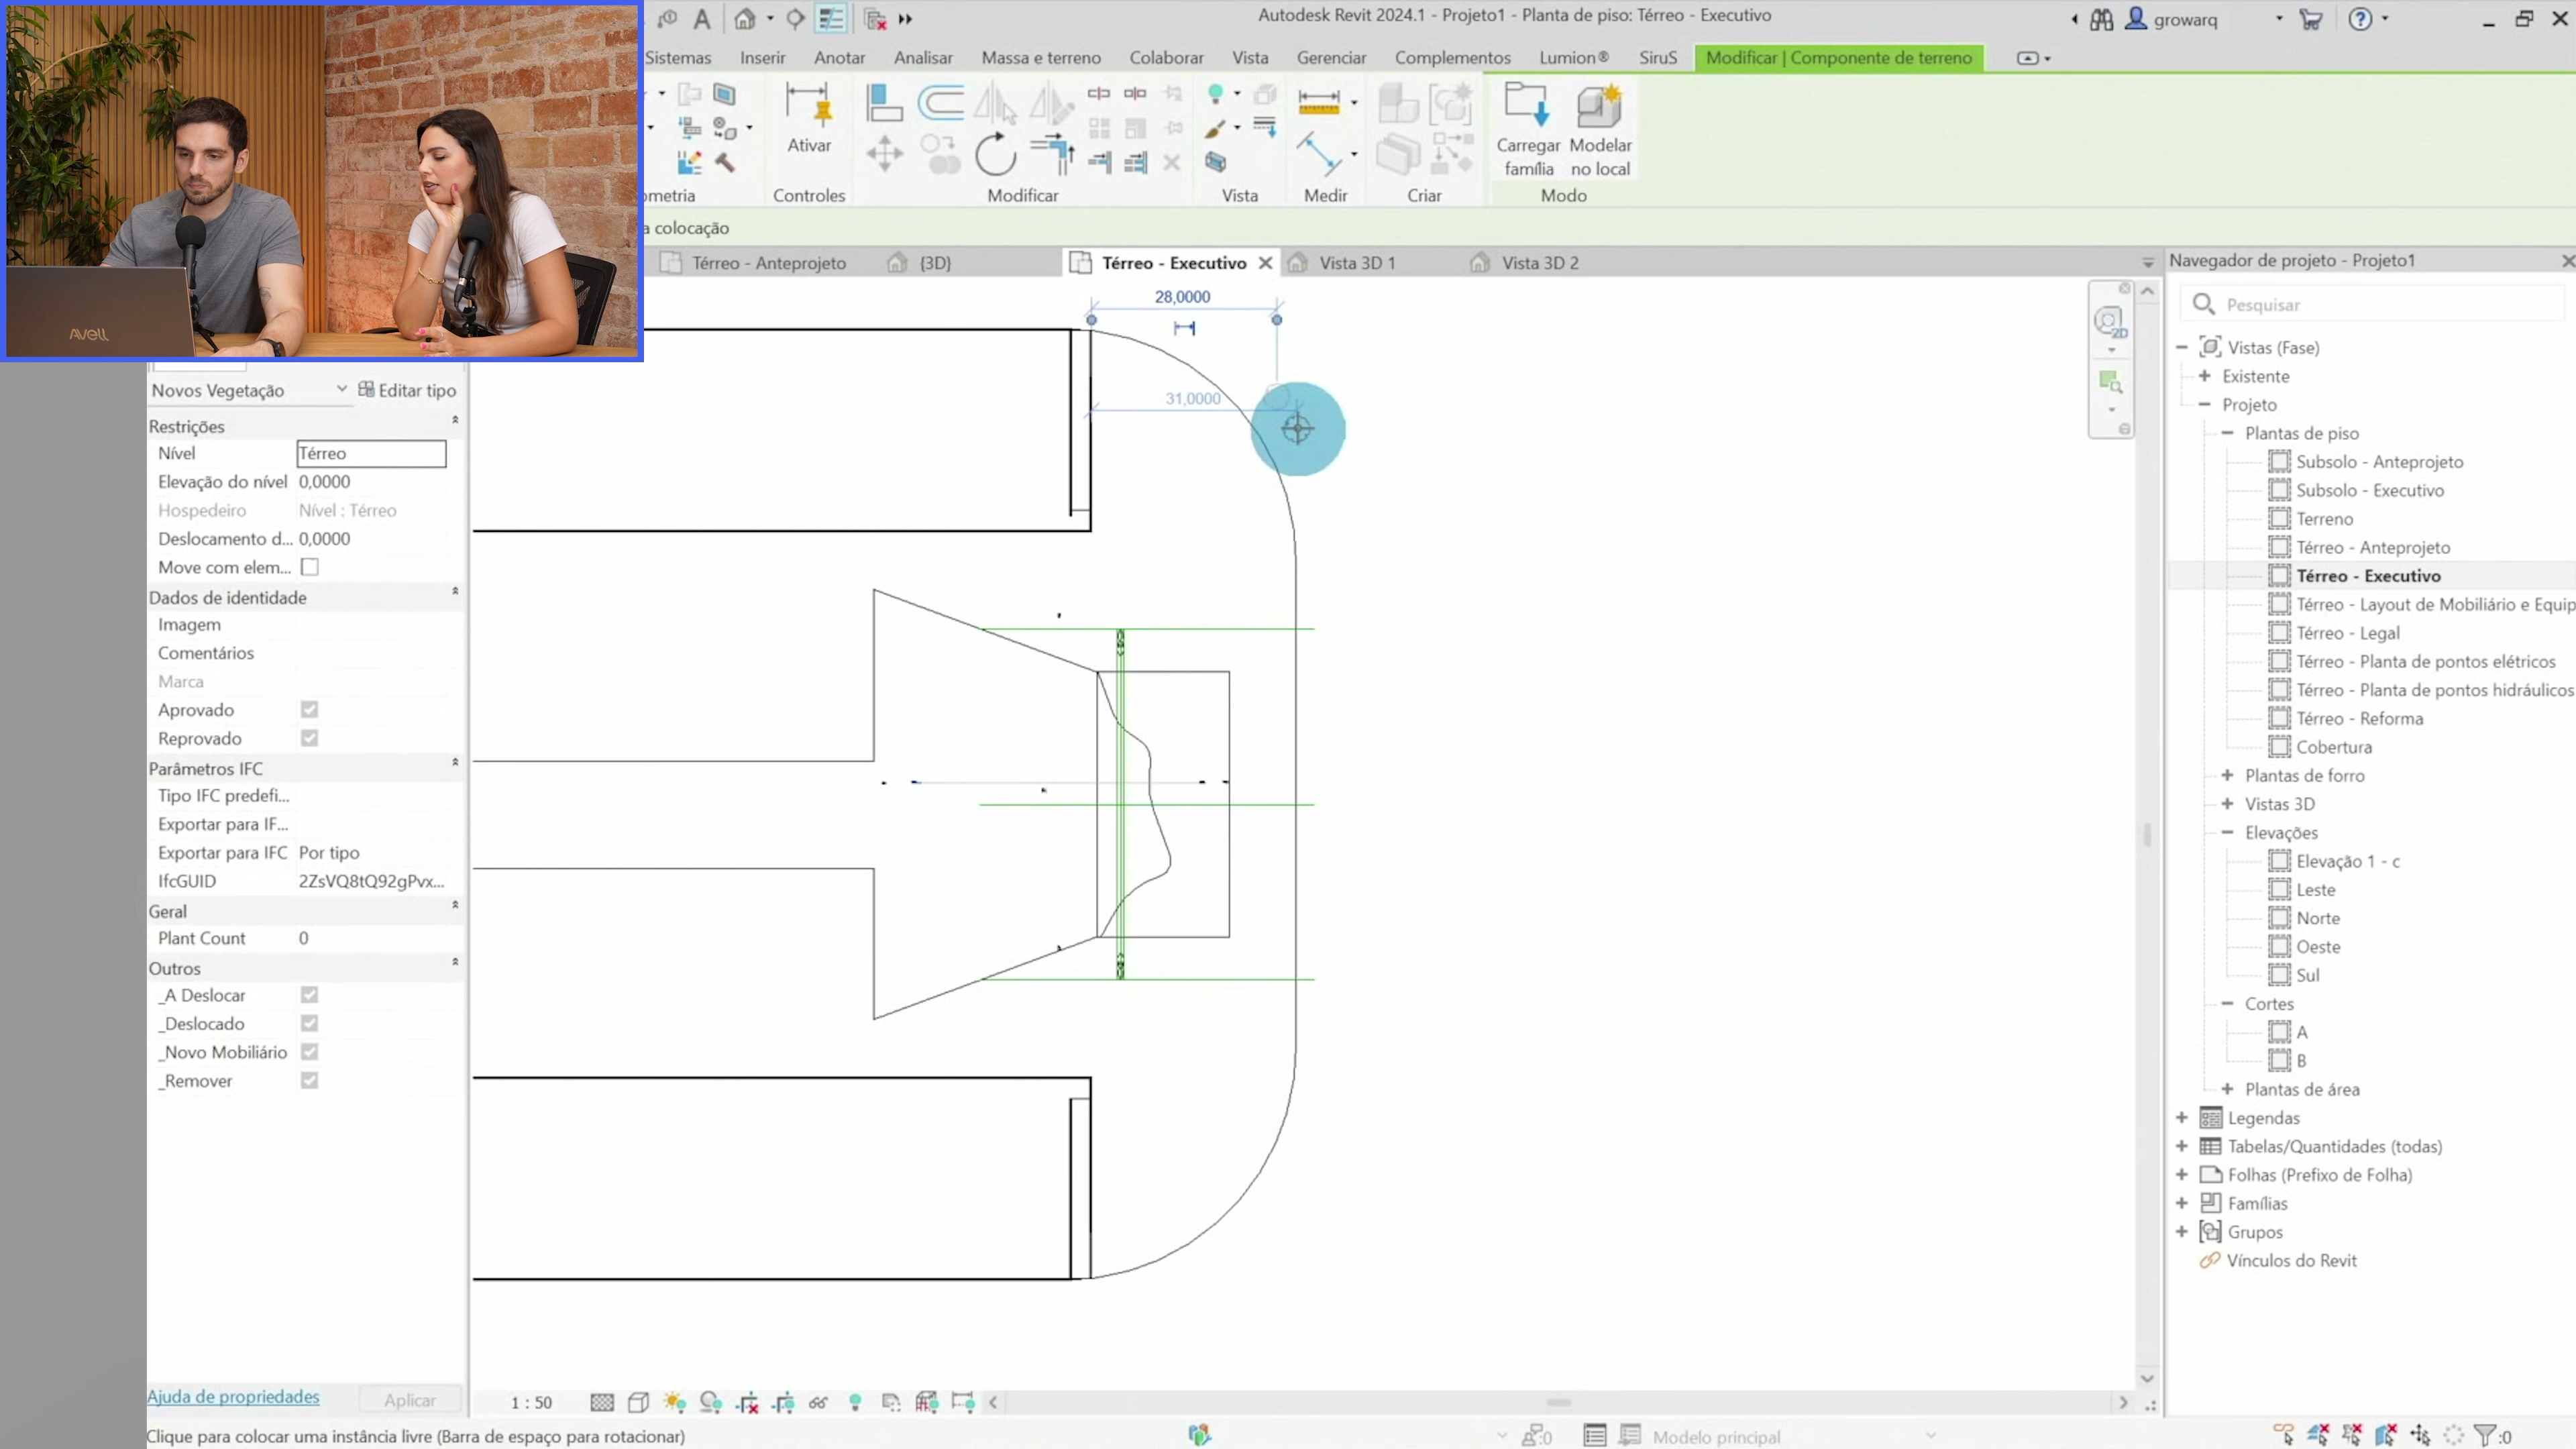 Autodesk Revit 2024.1 - Projeto1 - Planta de piso: Térreo - Executivo
growarq
Sistemas
Inserir
Anotar
Analisar
Massa e terreno
Colaborar
Vista
Gerenciar
Complementos
Lumion®
SiruS
Modificar | Componente de terreno
Ativar
Carregar família
Modelar no local
ometria
Controles
Modificar
Vista
Medir
Criar
Modo
a colocação
Térreo - Anteprojeto
{3D}
Térreo - Executivo
Vista 3D 1
Vista 3D 2
Avell
Novos Vegetação
Editar tipo
Restrições
Nível Térreo
Elevação do nível 0,0000
Hospedeiro Nível : Térreo
Deslocamento d... 0,0000
Move com elem...
Dados de identidade
Imagem
Comentários
Marca
Aprovado
Reprovado
Parâmetros IFC
Tipo IFC predefi...
Exportar para IF...
Exportar para IFC Por tipo
IfcGUID 2ZsVQ8tQ92gPvx...
Geral
Plant Count 0
Outros
_A Deslocar
_Deslocado
_Novo Mobiliário
_Remover
Ajuda de propriedades
Aplicar
28,0000
31,0000
2D
Navegador de projeto - Projeto1
Pesquisar
Vistas (Fase)
Existente
Projeto
Plantas de piso
Subsolo - Anteprojeto
Subsolo - Executivo
Terreno
Térreo - Anteprojeto
Térreo - Executivo
Térreo - Layout de Mobiliário e Equip
Térreo - Legal
Térreo - Planta de pontos elétricos
Térreo - Planta de pontos hidráulicos
Térreo - Reforma
Cobertura
Plantas de forro
Vistas 3D
Elevações
Elevação 1 - c
Leste
Norte
Oeste
Sul
Cortes
A
B
Plantas de área
Legendas
Tabelas/Quantidades (todas)
Folhas (Prefixo de Folha)
Famílias
Grupos
Vínculos do Revit
1 : 50
Clique para colocar uma instância livre (Barra de espaço para rotacionar)
:0
Modelo principal
:0